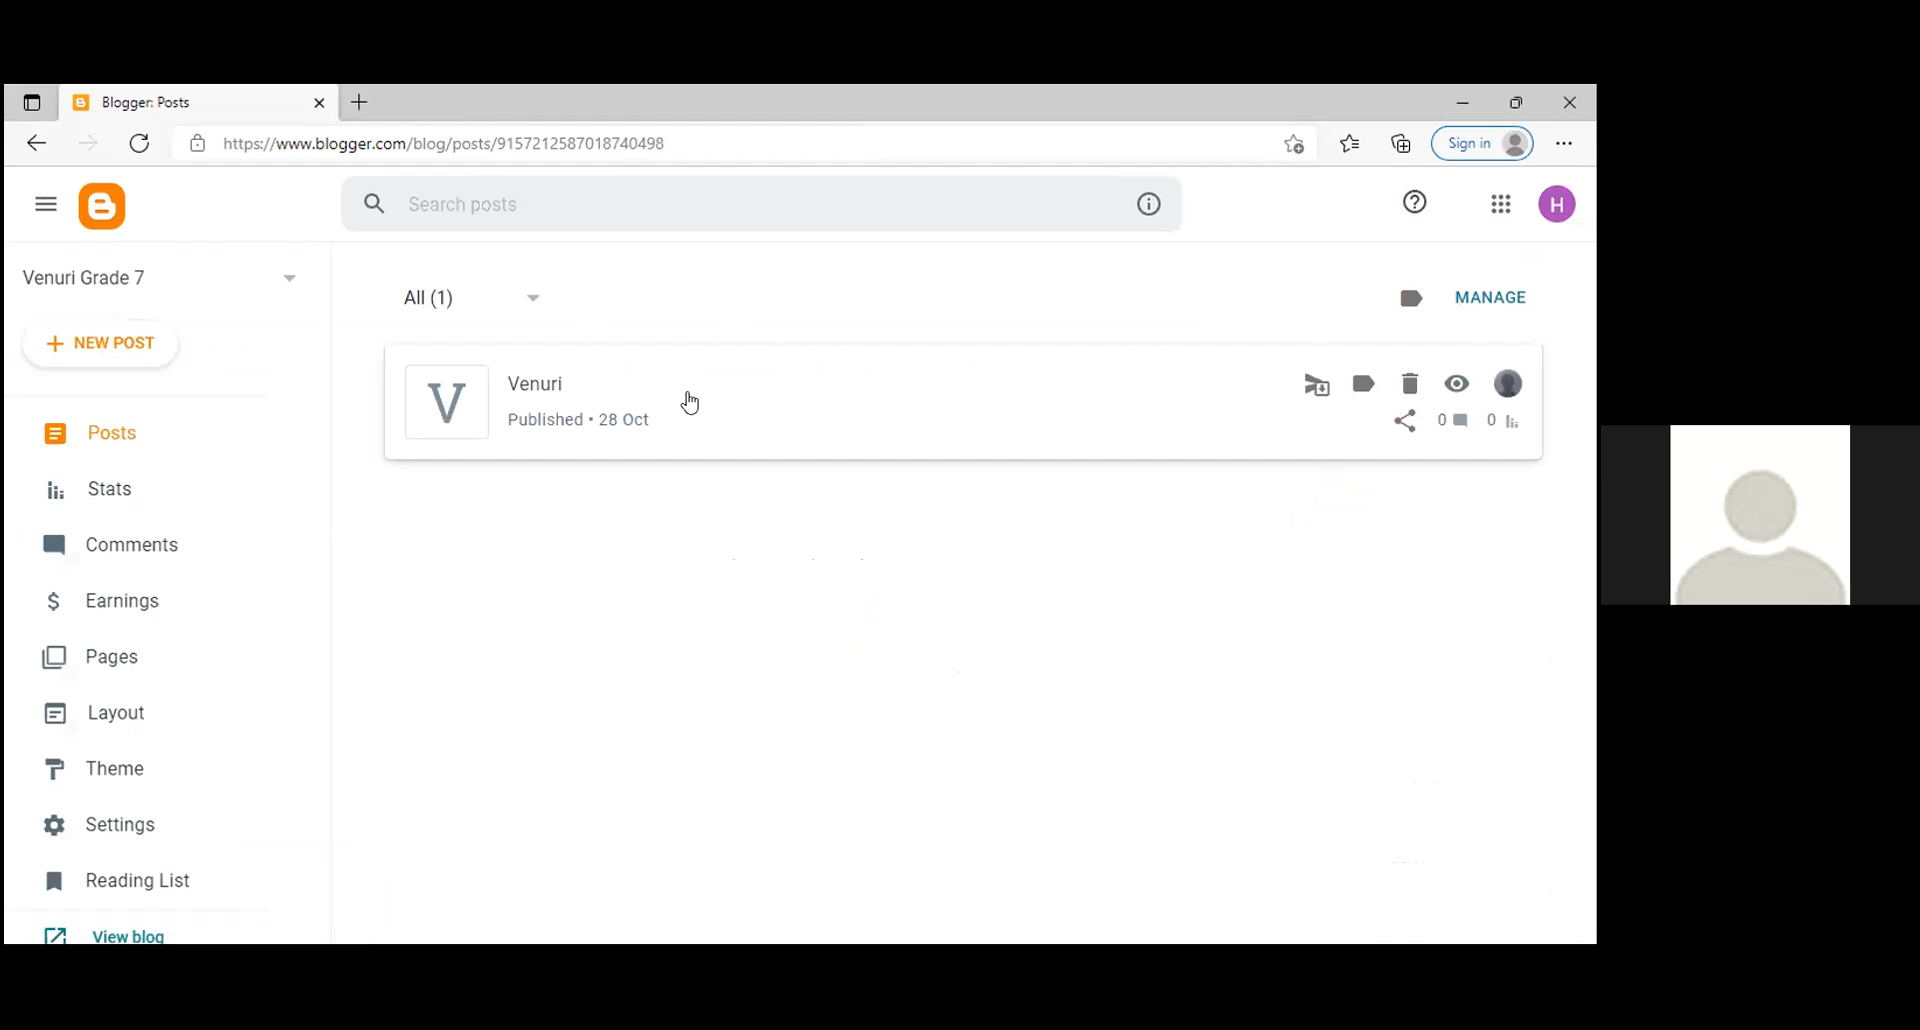 Blogger: Posts
https://www.blogger.com/blog/posts/9157212587018740498
Sign in
Search posts
H
Venuri Grade 7
NEW POST
All (1)
MANAGE
V
Venuri
Published • 28 Oct
0
0
Posts
Stats
Comments
Earnings
Pages
Layout
Theme
Settings
Reading List
View blog